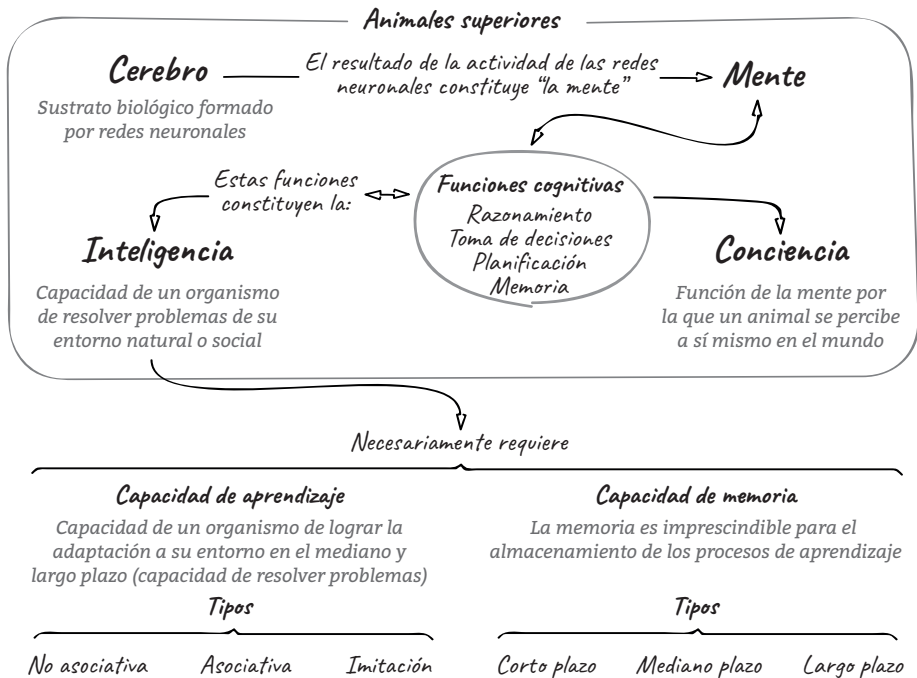 Animales superiores
Cerebro
El resultado de la actividad de las redes
neuronales constituye “la mente”
Mente
Sustrato biológico formado
por redes neuronales
Estas funciones
constituyen la:
Funciones cognitivas
Razonamiento
Toma de decisiones
Planificación
Memoria
Inteligencia
Capacidad de un organismo
de resolver problemas de su
entorno natural o social
Conciencia
Función de la mente por
la que un animal se percibe
a sí mismo en el mundo
Necesariamente requiere
Capacidad de aprendizaje
Capacidad de un organismo de lograr la
adaptación a su entorno en el mediano y
largo plazo (capacidad de resolver problemas)
Tipos
No asociativa
Asociativa
Imitación
Capacidad de memoria
La memoria es imprescindible para el
almacenamiento de los procesos de aprendizaje
Tipos
Corto plazo
Mediano plazo
Largo plazo